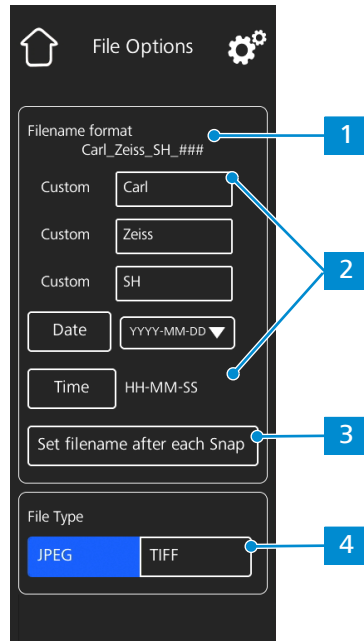 File Options
Filename format
1
Carl_Zeiss_SH_###
Custom Carl
Custom Zeiss
2
Custom SH
Date YYYY-MM-DD
Time HH-MM-SS
Set filename after each Snap
3
File Type
JPEG TIFF
4